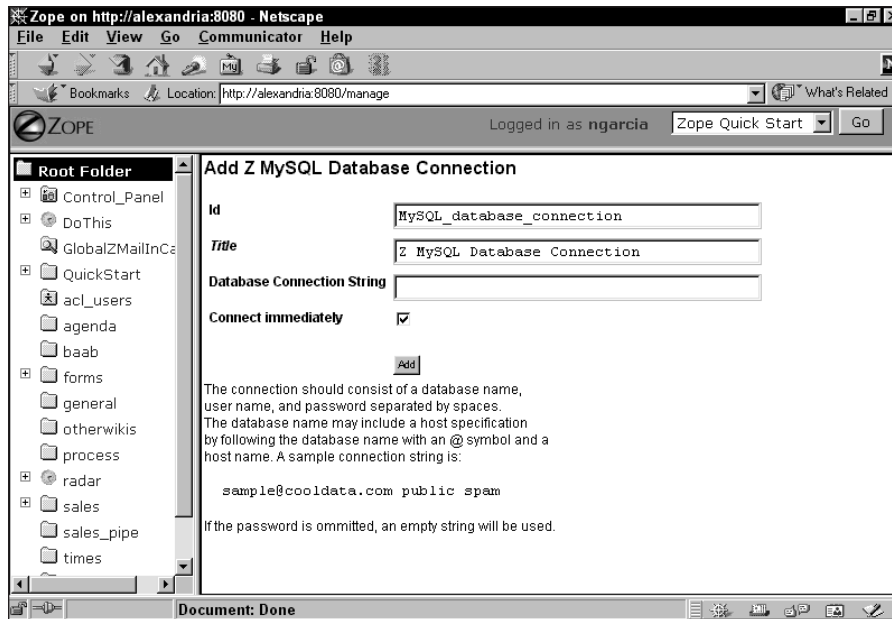 Zope on http://alexandria:8080 - Netscape
File Edit View Go Communicator Help
My
Bookmarks Location: http://alexandria:8080/manage What's Related
ZOPE Logged in as ngarcia Zope Quick Start Go
Root Folder
Control_Panel
DoThis
GlobalZMailInCa
QuickStart
acl_users
agenda
baab
forms
general
otherwikis
process
radar
sales
sales_pipe
times
Add Z MySQL Database Connection
Id MySQL_database_connection
Title Z MySQL Database Connection
Database Connection String
Connect immediately
Add
The connection should consist of a database name,
user name, and password separated by spaces.
The database name may include a host specification
by following the database name with an @ symbol and a
host name. A sample connection string is:
sample@cooldata.com public spam
If the password is ommitted, an empty string will be used.
Document: Done